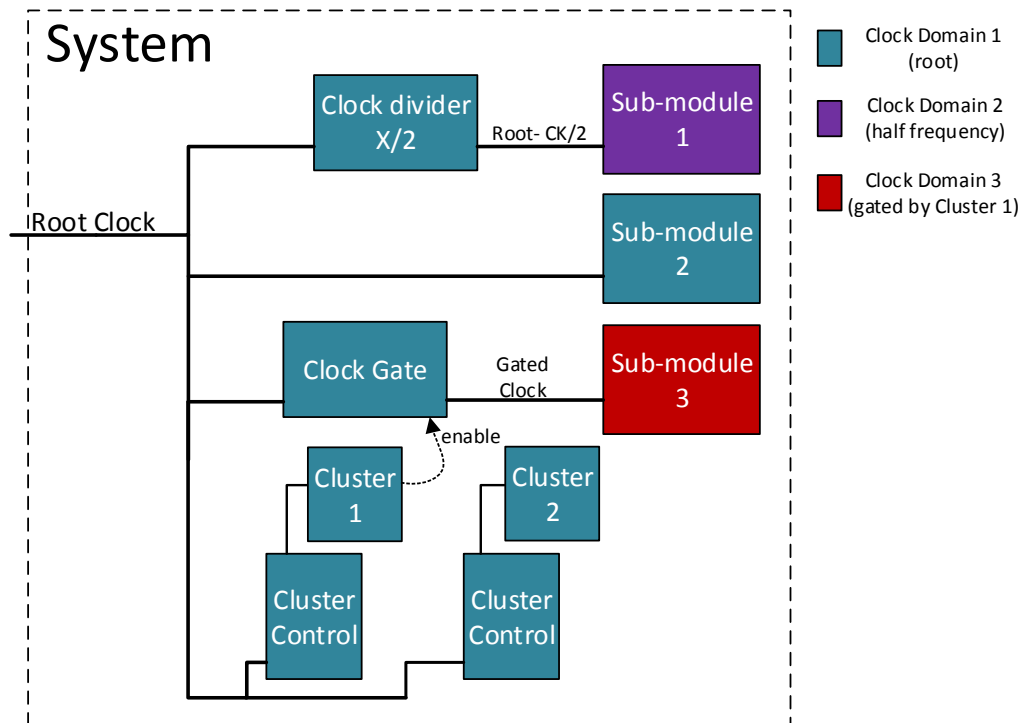 System
Clock divider
X/2
Root- CK/2
Sub-module
1
Root Clock
Sub-module
2
Clock Gate
Gated
Clock
Sub-module
3
enable
Cluster
1
Cluster
2
Cluster
Control
Cluster
Control
Clock Domain 1
(root)
Clock Domain 2
(half frequency)
Clock Domain 3
(gated by Cluster 1)